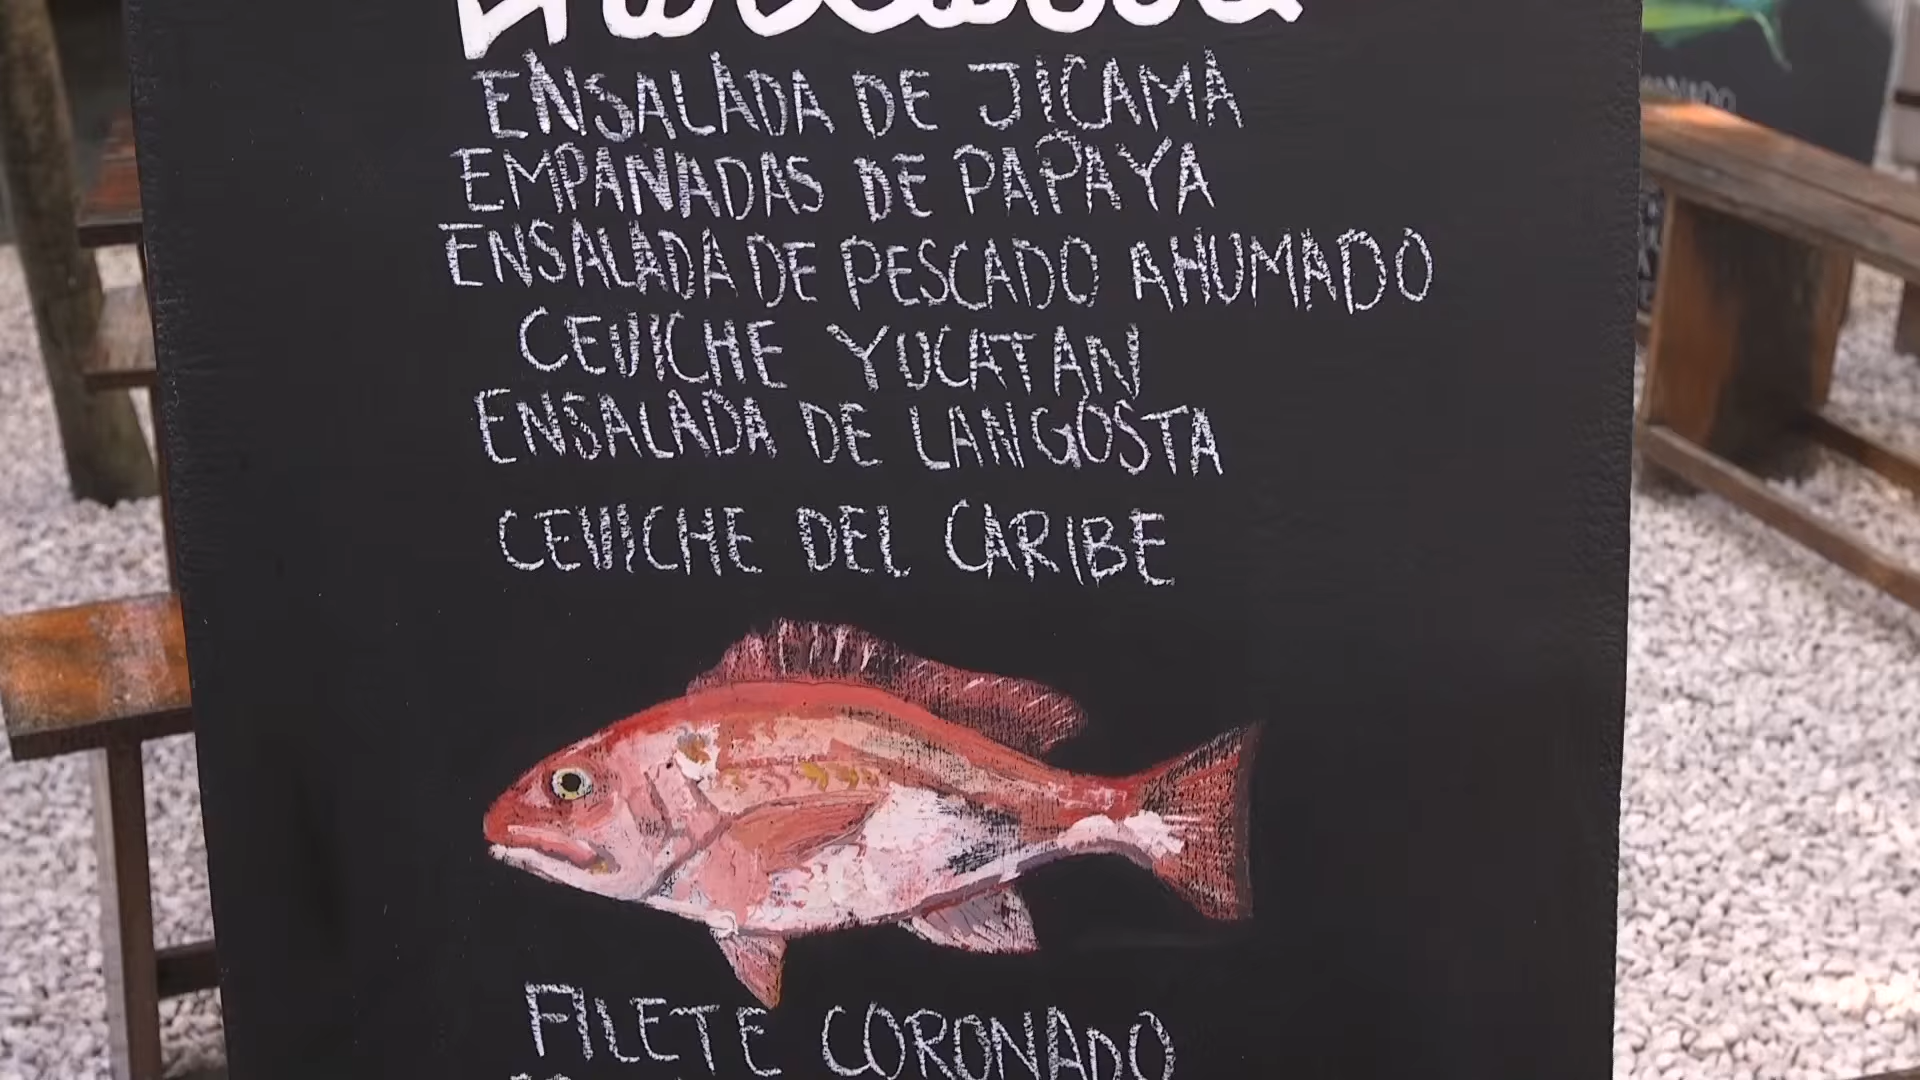 ENSALADA DE JICAMA
EMPANADAS DE PAPAYA
ENSALADA DE PESCADO AHUMADO
CEVICHE YUCATAN
ENSALADA DE LANGOSTA
CEVICHE DEL CARIBE
FILETE CORONADO